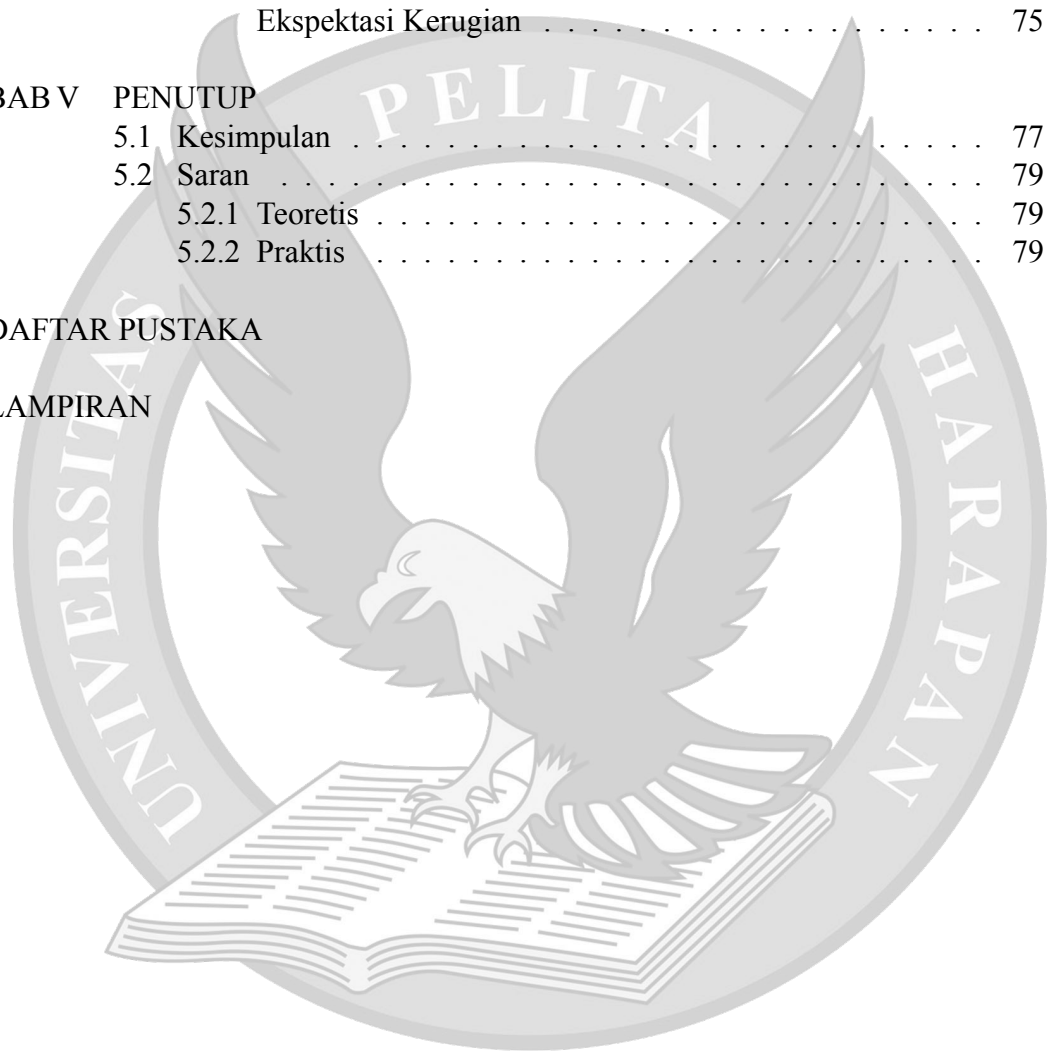 Ekspektasi Kerugian . . . . . . . . . . . . . . . . . . . 75
BAB V PENUTUP
5.1 Kesimpulan . . . . . . . . . . . . . . . . . . . . . . . . . . . 77
5.2 Saran . . . . . . . . . . . . . . . . . . . . . . . . . . . . . . 79
5.2.1 Teoretis . . . . . . . . . . . . . . . . . . . . . . . . . . 79
5.2.2 Praktis . . . . . . . . . . . . . . . . . . . . . . . . . . 79
DAFTAR PUSTAKA
LAMPIRAN
UNIVERSITAS PELITA HARAPAN